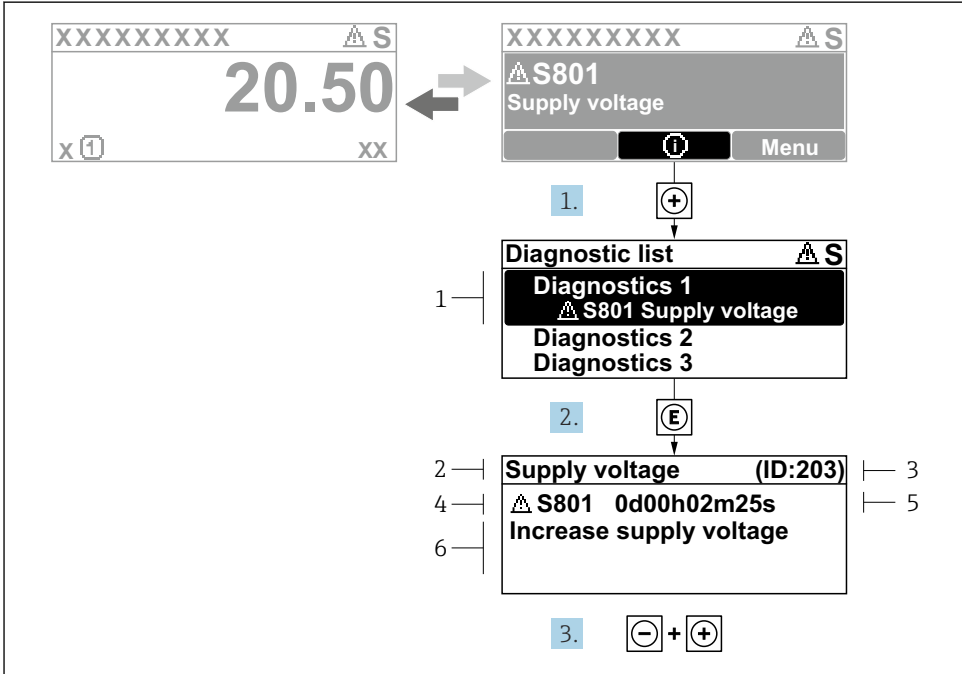 XXXXXXXXX ⚠ S
20.50
x ① XX
XXXXXXXXX ⚠ S
⚠ S801
Supply voltage
ⓘ Menu
1. ⊕
Diagnostic list ⚠ S
1
Diagnostics 1
⚠ S801 Supply voltage
Diagnostics 2
Diagnostics 3
2. Ⓔ
2 Supply voltage (ID:203) 3
4 ⚠ S801 0d00h02m25s 5
6 Increase supply voltage
3. ⊖ + ⊕